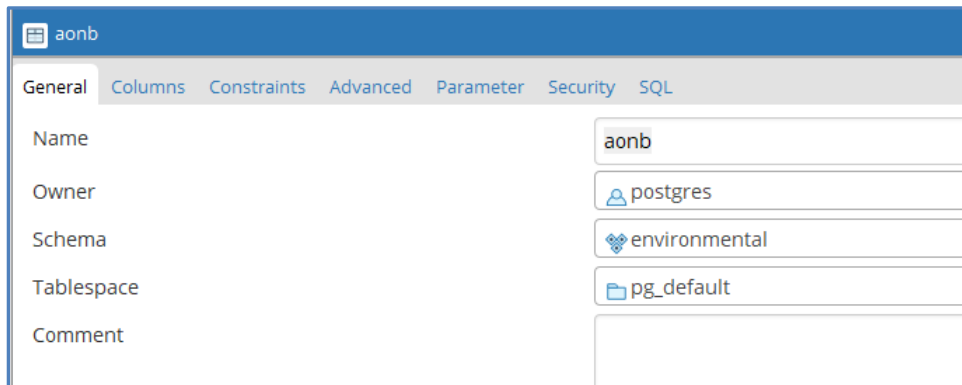 aonb
General Columns Constraints Advanced Parameter Security SQL
Name aonb
Owner postgres
Schema environmental
Tablespace pg_default
Comment